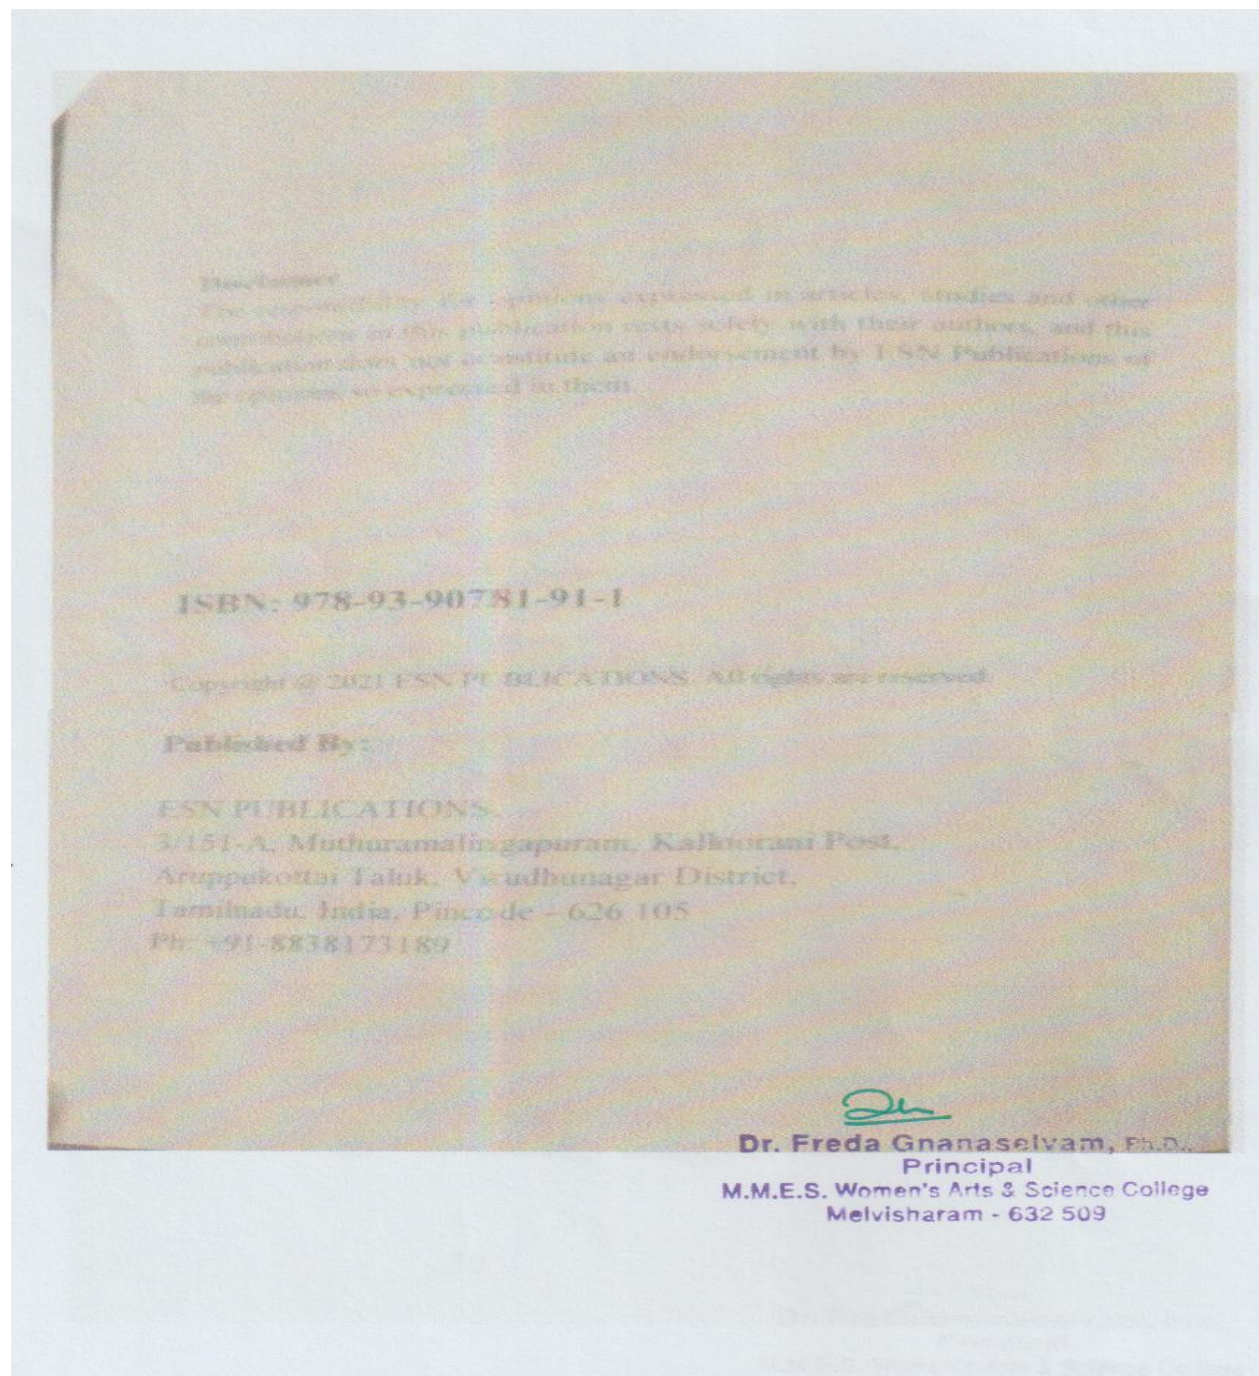 Disclaimer
The responsibility for opinions expressed in articles, studies and other
contributions in this publication rests solely with their authors, and this
publication does not constitute an endorsement by ESN Publications of
the opinions so expressed in them.
ISBN: 978-93-90781-91-1
Copyright @ 2021 ESN PUBLICATIONS. All rights are reserved.
Published By:
ESN PUBLICATIONS,
3/151-A, Muthuramalingapuram, Kalloorani Post,
Aruppukottai Taluk, Virudhunagar District,
Tamilnadu, India, Pincode - 626 105
Ph: +91-8838173189
Dr. Freda Gnanaselvam, Ph.D.,
Principal
M.M.E.S. Women's Arts & Science College
Melvisharam - 632 509